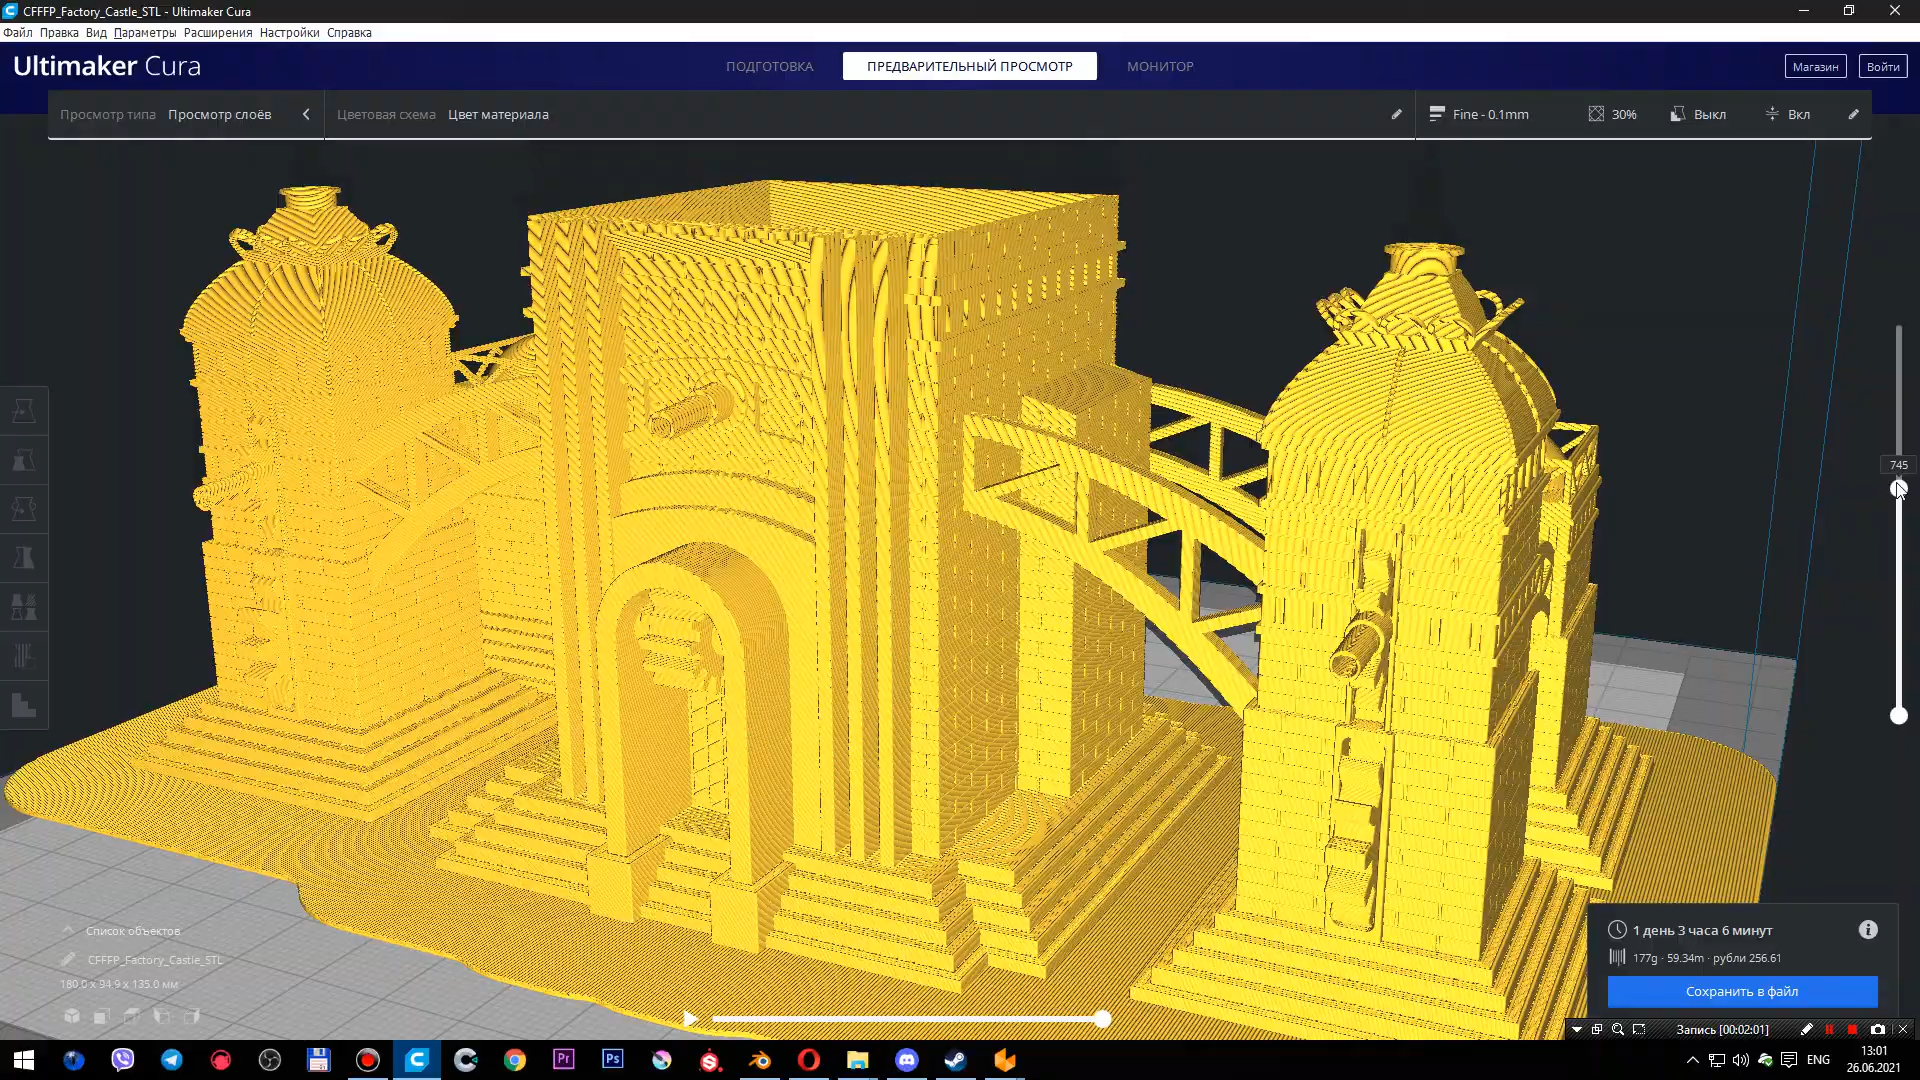 CFFFP_Factory_Castle_STL - Ultimaker Cura
Файл Правка Вид Параметры Расширения Настройки Справка
Ultimaker Cura
ПОДГОТОВКА
ПРЕДВАРИТЕЛЬНЫЙ ПРОСМОТР
МОНИТОР
Магазин
Войти
Просмотр типа Просмотр слоёв
Цветовая схема Цвет материала
Fine - 0.1mm
30%
Выкл
Вкл
745
Список объектов
CFFFP_Factory_Castle_STL
180.0 x 94.9 x 135.0 мм
1 день 3 часа 6 минут
177g · 59.34m · рубли 256.61
Сохранить в файл
Запись [00:02:01]
Pr
Ps
ENG
13:01
26.06.2021